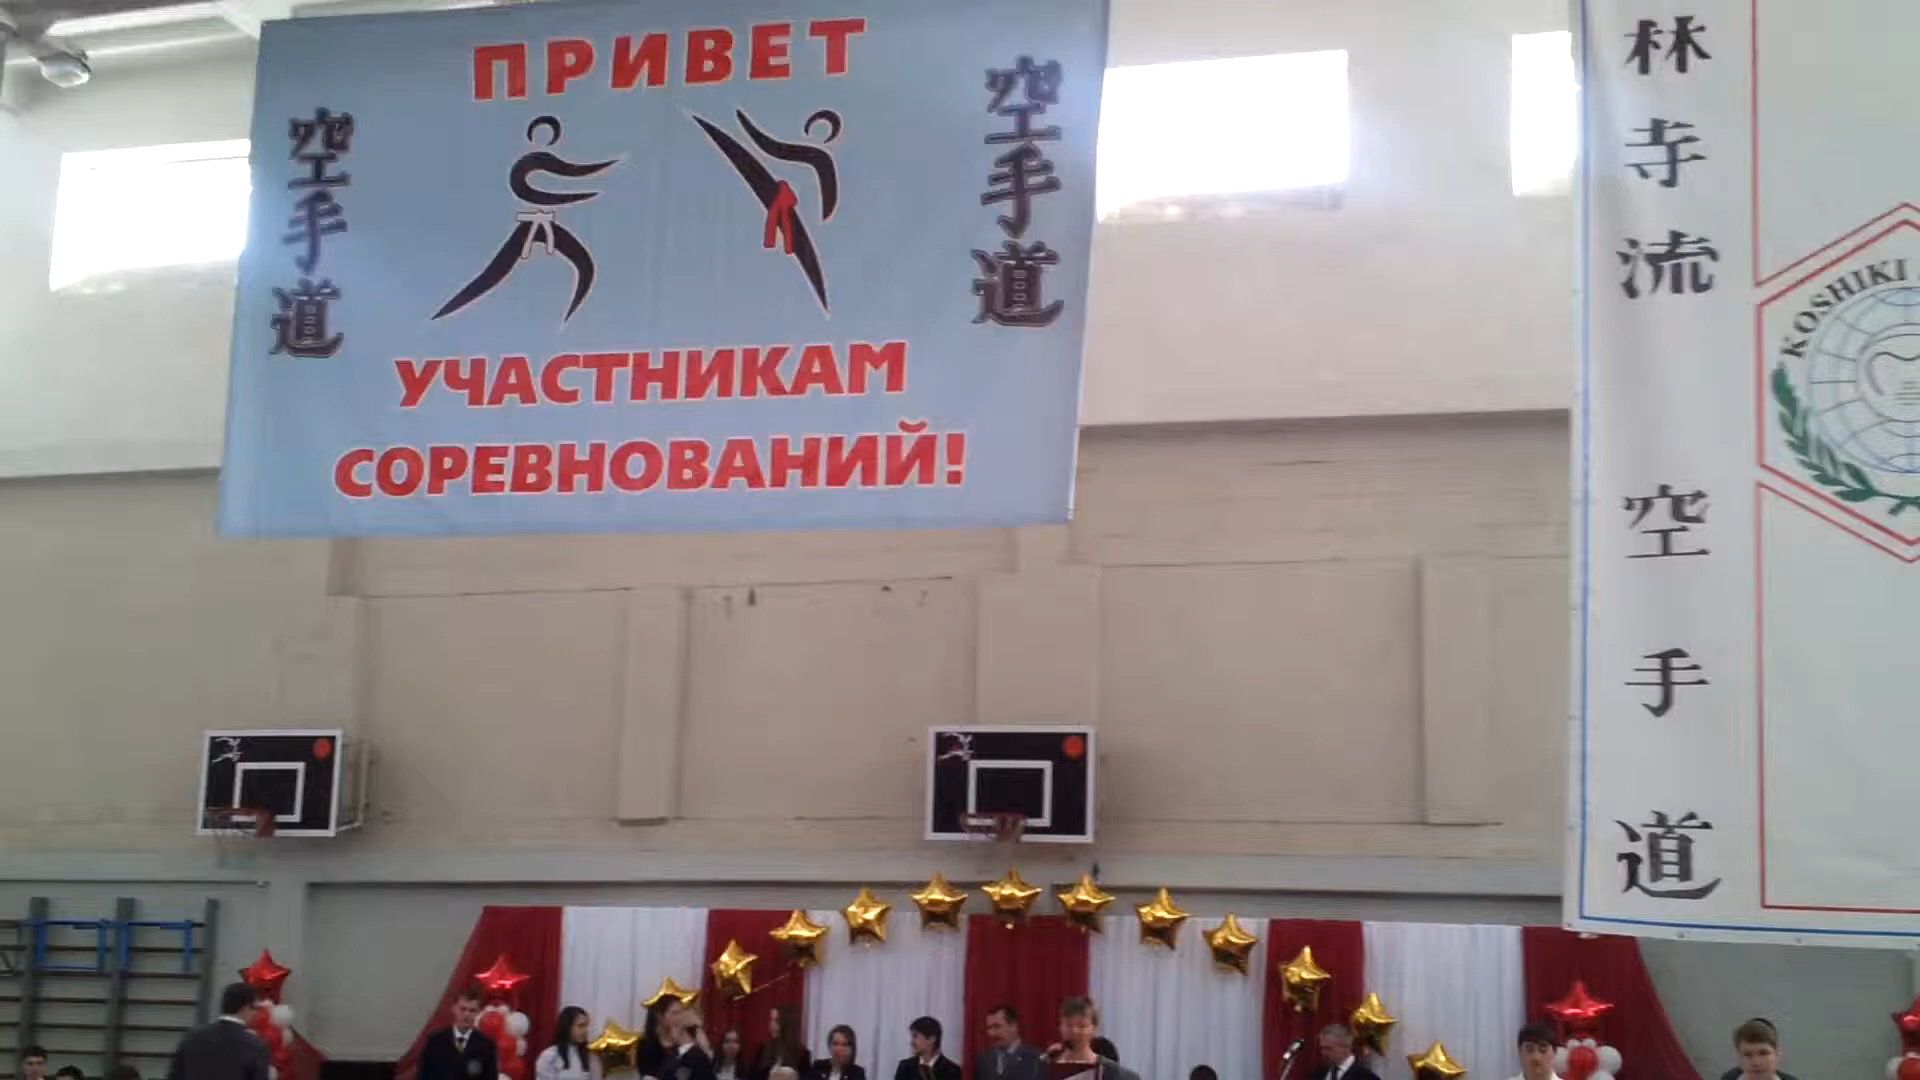 ПРИВЕТ
空手道
空手道
УЧАСТНИКАМ
СОРЕВНОВАНИЙ!
林寺流空手道
KOSHIKI